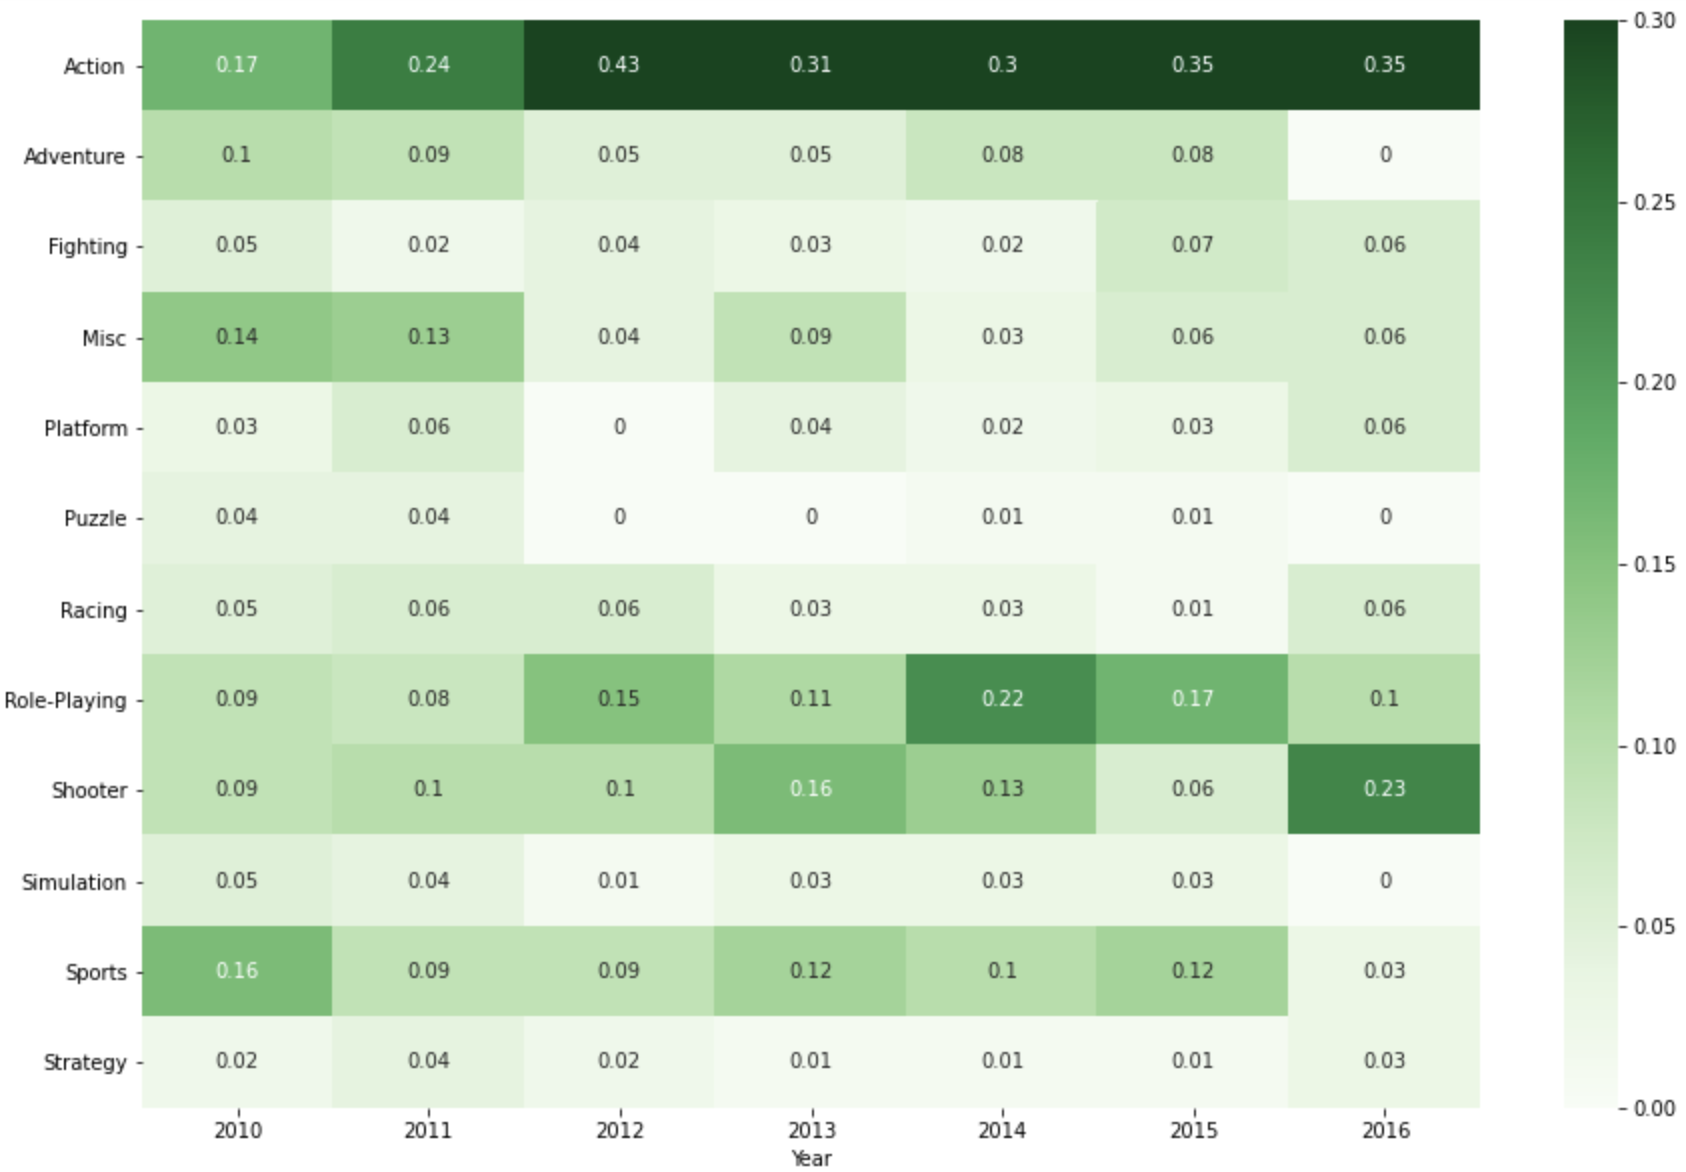 Action 0.17 0.24 0.43 0.31 0.3 0.35 0.35
Adventure 0.1 0.09 0.05 0.05 0.08 0.08 0
Fighting 0.05 0.02 0.04 0.03 0.02 0.07 0.06
Misc 0.14 0.13 0.04 0.09 0.03 0.06 0.06
Platform 0.03 0.06 0 0.04 0.02 0.03 0.06
Puzzle 0.04 0.04 0 0 0.01 0.01 0
Racing 0.05 0.06 0.06 0.03 0.03 0.01 0.06
Role-Playing 0.09 0.08 0.15 0.11 0.22 0.17 0.1
Shooter 0.09 0.1 0.1 0.16 0.13 0.06 0.23
Simulation 0.05 0.04 0.01 0.03 0.03 0.03 0
Sports 0.16 0.09 0.09 0.12 0.1 0.12 0.03
Strategy 0.02 0.04 0.02 0.01 0.01 0.01 0.03
2010 2011 2012 2013 2014 2015 2016
Year
0.30
0.25
0.20
0.15
0.10
0.05
0.00